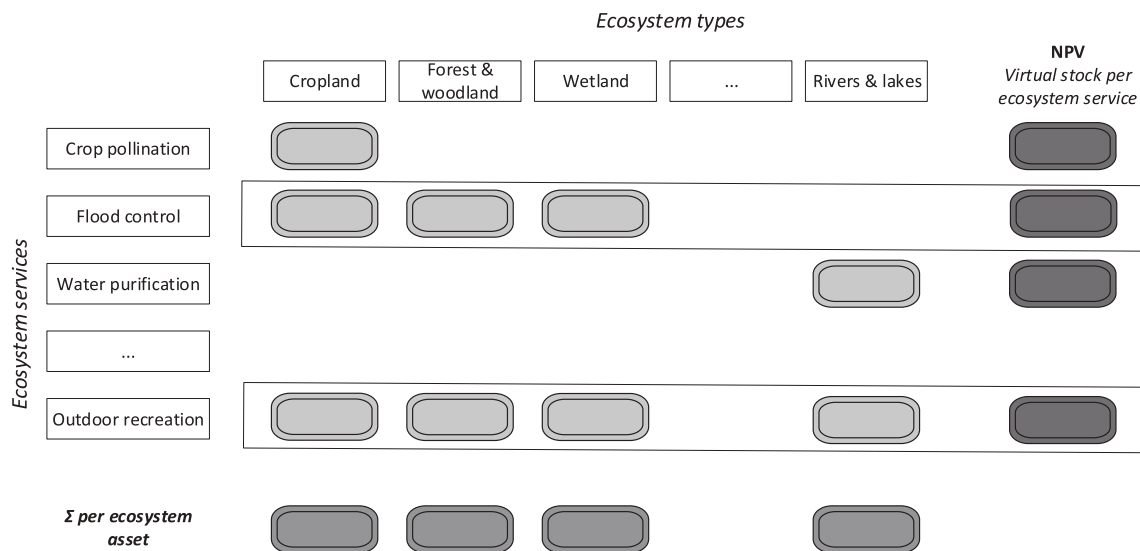 Ecosystem types
Cropland
Forest &
woodland
Wetland
...
Rivers & lakes
NPV
Virtual stock per
ecosystem service
Ecosystem services
Crop pollination
Flood control
Water purification
...
Outdoor recreation
Σ per ecosystem
asset